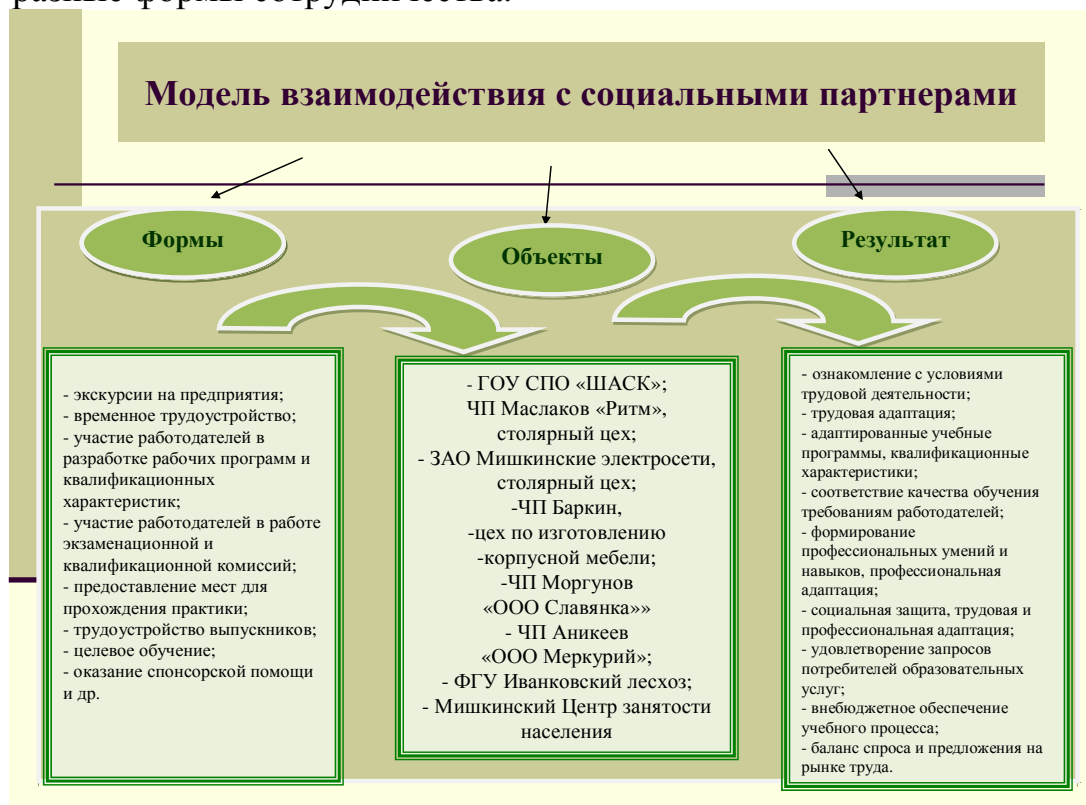 разные формы сотрудничества.
Модель взаимодействия с социальными партнерами
Формы
Объекты
Результат
- экскурсии на предприятия;
- временное трудоустройство;
- участие работодателей в
разработке рабочих программ и
квалификационных
характеристик;
- участие работодателей в работе
экзаменационной и
квалификационной комиссий;
- предоставление мест для
прохождения практики;
- трудоустройство выпускников;
- целевое обучение;
- оказание спонсорской помощи
и др.
- ГОУ СПО «ШАСК»;
ЧП Маслаков «Ритм»,
столярный цех;
- ЗАО Мишкинские электросети,
столярный цех;
-ЧП Баркин,
-цех по изготовлению
-корпусной мебели;
-ЧП Моргунов
«ООО Славянка»»
- ЧП Аникеев
«ООО Меркурий»;
- ФГУ Иванковский лесхоз;
- Мишкинский Центр занятости
населения
- ознакомление с условиями
трудовой деятельности;
- трудовая адаптация;
- адаптированные учебные
программы, квалификационные
характеристики;
- соответствие качества обучения
требованиям работодателей;
- формирование
профессиональных умений и
навыков, профессиональная
адаптация;
- социальная защита, трудовая и
профессиональная адаптация;
- удовлетворение запросов
потребителей образовательных
услуг;
- внебюджетное обеспечение
учебного процесса;
- баланс спроса и предложения на
рынке труда.